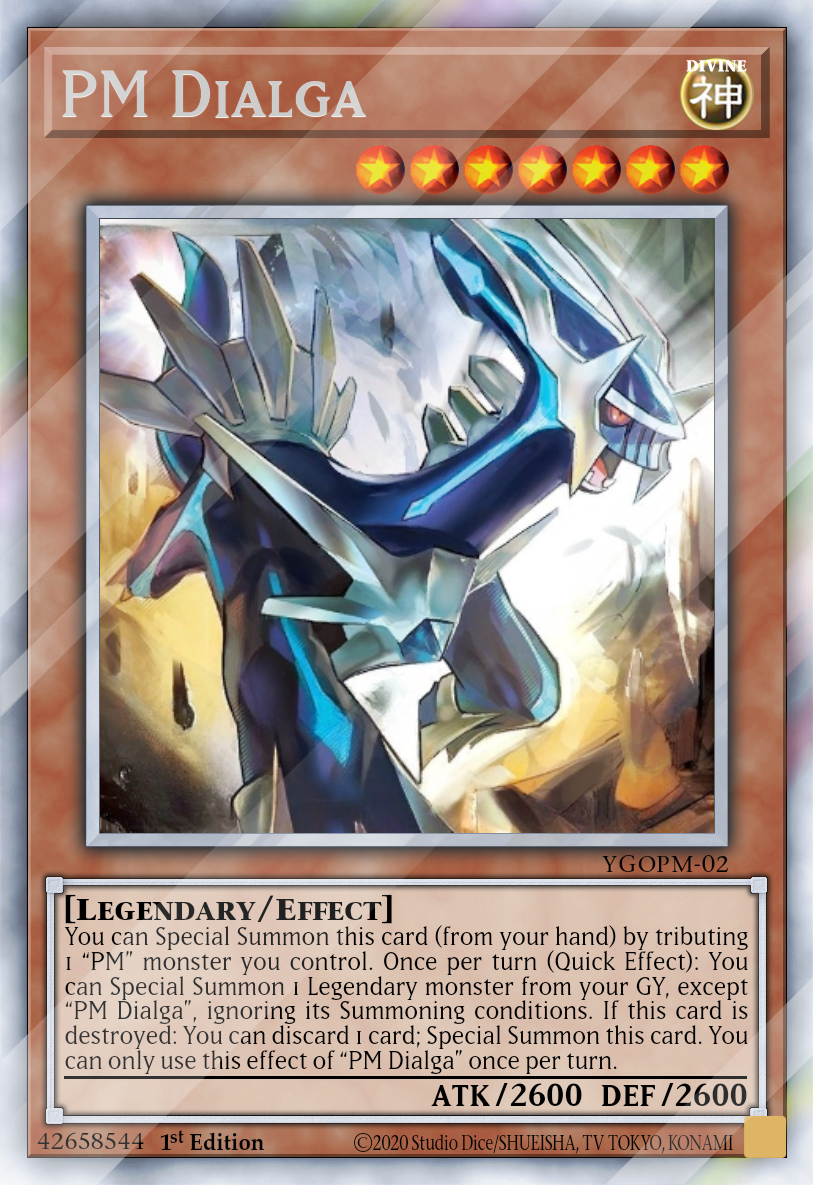 PM Dialga
DIVINE
神
YGOPM-02
[Legendary/Effect]
You can Special Summon this card (from your hand) by tributing
1 “PM” monster you control. Once per turn (Quick Effect): You
can Special Summon 1 Legendary monster from your GY, except
“PM Dialga”, ignoring its Summoning conditions. If this card is
destroyed: You can discard 1 card; Special Summon this card. You
can only use this effect of “PM Dialga” once per turn.
ATK/2600 DEF/2600
42658544 1st Edition ©2020 Studio Dice/SHUEISHA, TV TOKYO, KONAMI